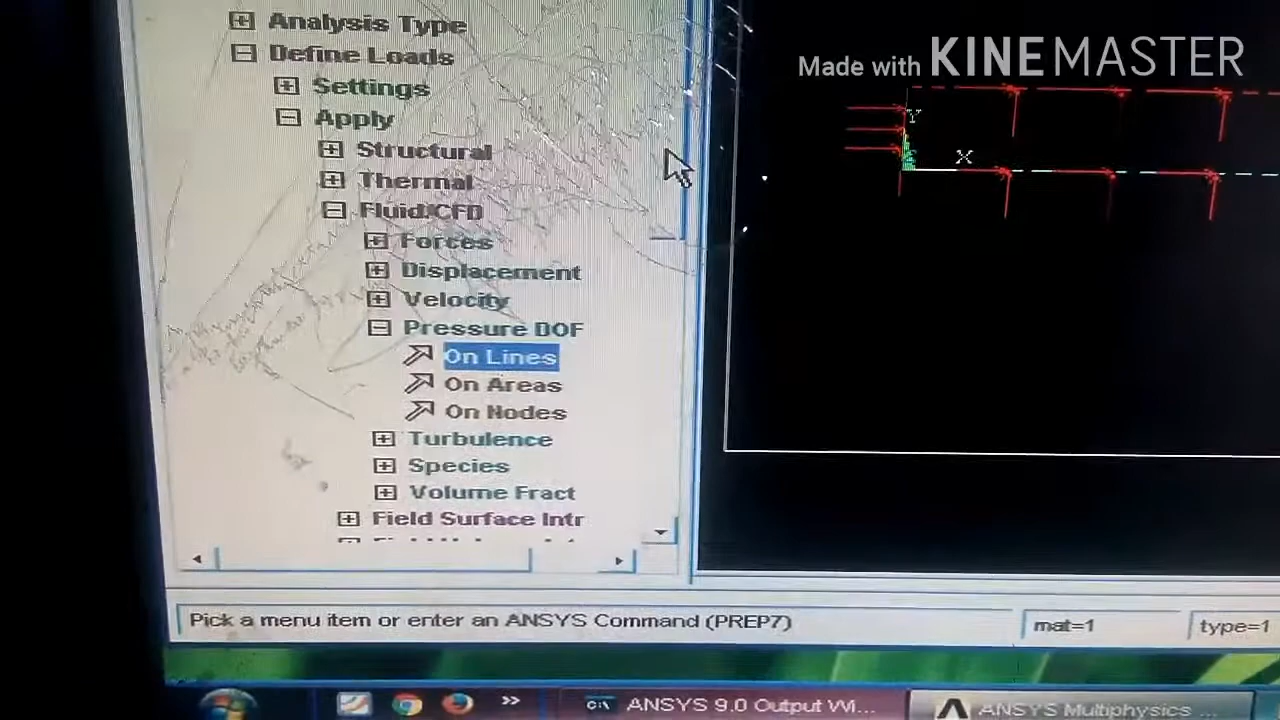 Analysis Type
Define Loads
Settings
Apply
Structural
Thermal
Fluid/CFD
Forces
Displacement
Velocity
Pressure DOF
On Lines
On Areas
On Nodes
Turbulence
Species
Volume Fract
Field Surface Intr
Made with KINEMASTER
Y
X
Pick a menu item or enter an ANSYS Command (PREP7)
mat=1
type=1
ANSYS 9.0 Output Wi...
ANSYS Multiphysics ...